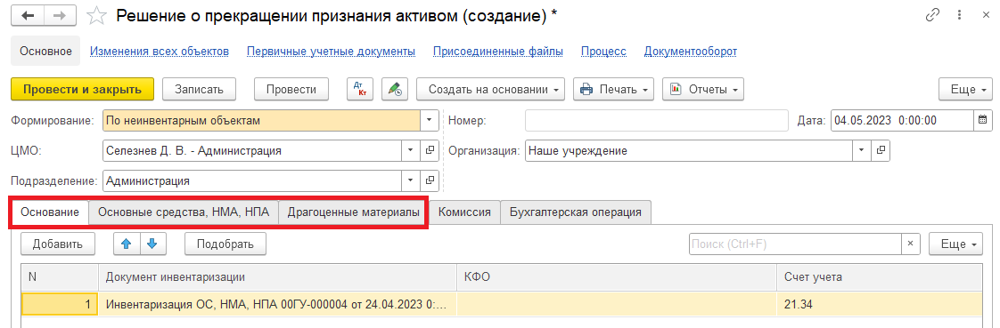 Решение о прекращении признания активом (создание) *
Основное Изменения всех объектов Первичные учетные документы Присоединенные файлы Процесс Документооборот
Провести и закрыть Записать Провести Дт Кт Создать на основании Печать Отчеты Еще
Формирование: По неинвентарным объектам Номер: Дата: 04.05.2023 0:00:00
ЦМО: Селезнев Д. В. - Администрация Организация: Наше учреждение
Подразделение: Администрация
Основание Основные средства, НМА, НПА Драгоценные материалы Комиссия Бухгалтерская операция
Добавить Подобрать Поиск (Ctrl+F) × Еще
N Документ инвентаризации КФО Счет учета
1 Инвентаризация ОС, НМА, НПА 00ГУ-000004 от 24.04.2023 0:... 21.34